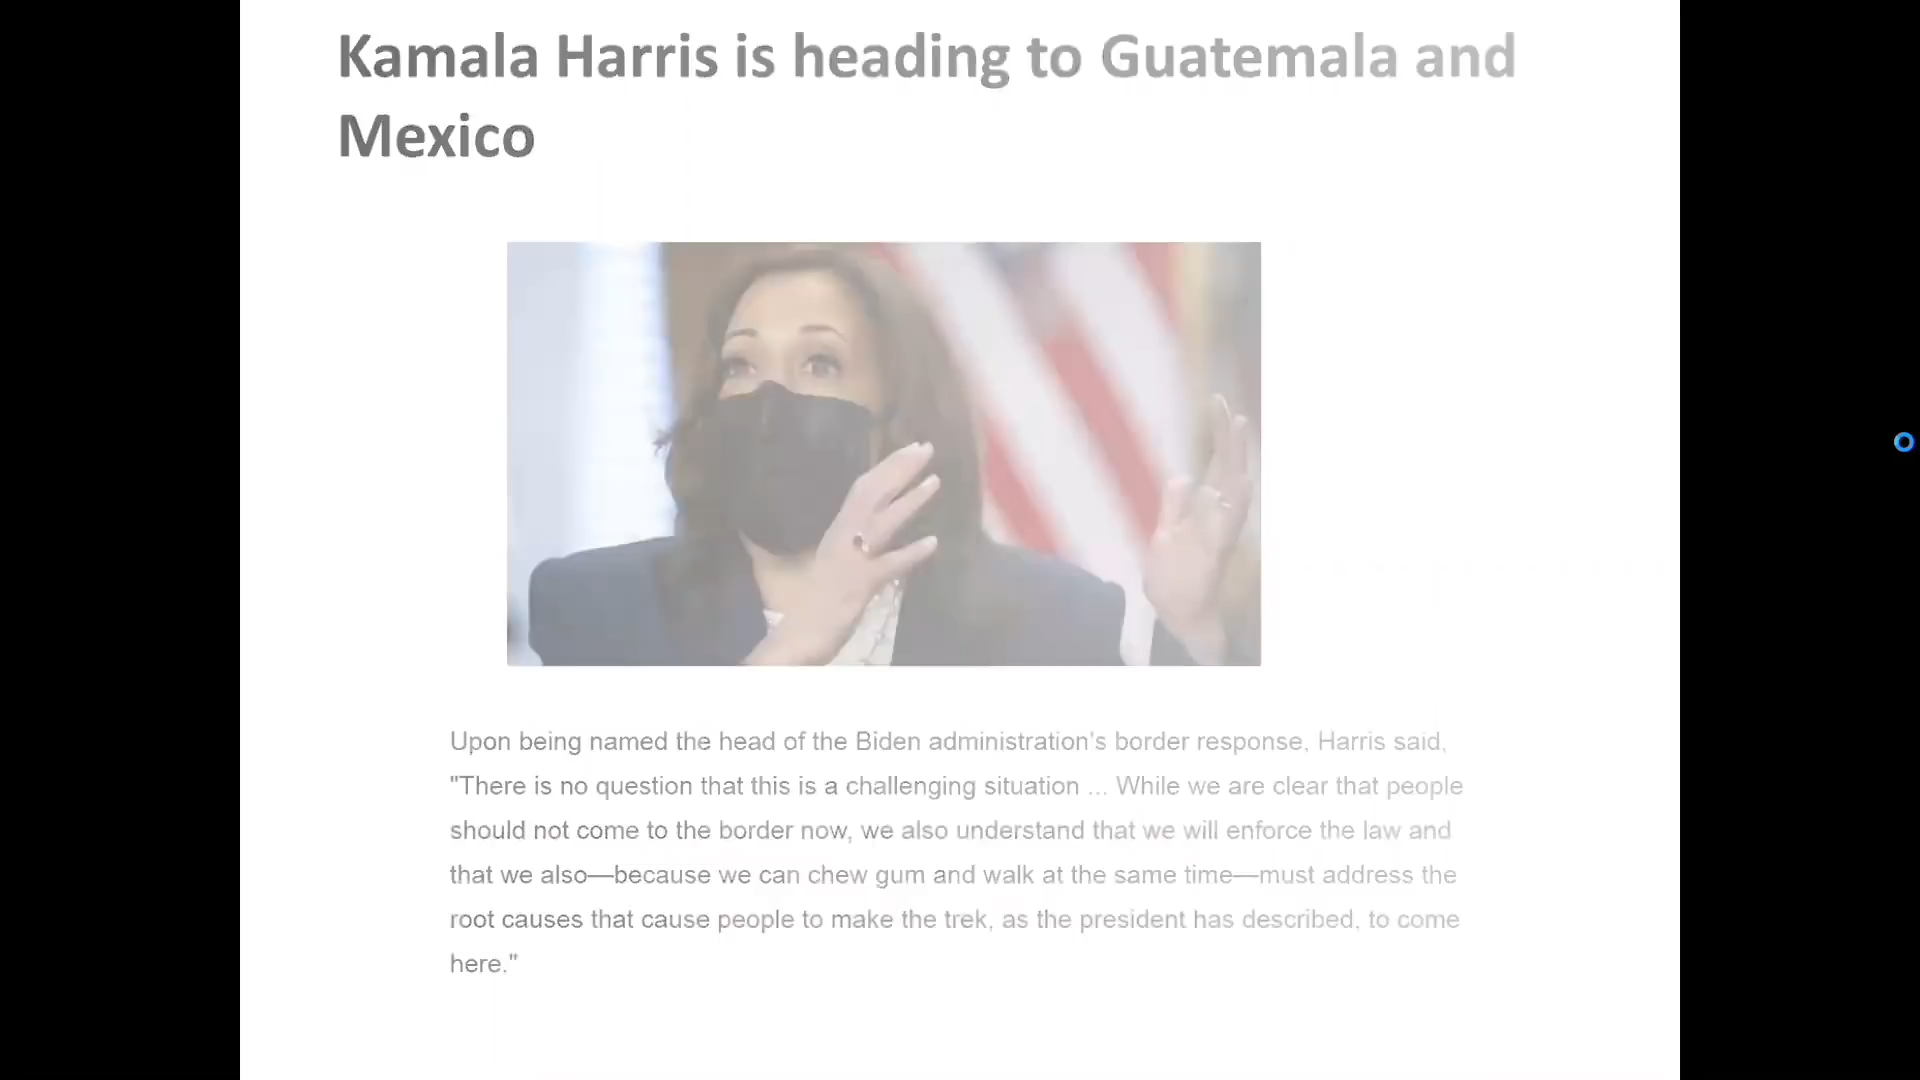 Kamala Harris is heading to Guatemala and
Mexico
Upon being named the head of the Biden administration's border response, Harris said,
"There is no question that this is a challenging situation ... While we are clear that people
should not come to the border now, we also understand that we will enforce the law and
that we also—because we can chew gum and walk at the same time—must address the
root causes that cause people to make the trek, as the president has described, to come
here."